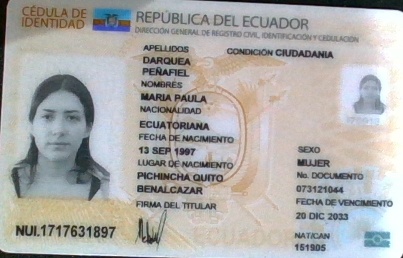 CÉDULA DE
IDENTIDAD
REPÚBLICA DEL ECUADOR
DIRECCIÓN GENERAL DE REGISTRO CIVIL, IDENTIFICACIÓN Y CEDULACIÓN
APELLIDOS
CONDICIÓN CIUDADANIA
DARQUEA
PEÑAFIEL
NOMBRES
MARIA PAULA
NACIONALIDAD
ECUATORIANA
FECHA DE NACIMIENTO
13 SEP 1997
LUGAR DE NACIMIENTO
PICHINCHA QUITO
BENALCAZAR
FIRMA DEL TITULAR
SEXO
MUJER
No. DOCUMENTO
073121044
FECHA DE VENCIMIENTO
20 DIC 2033
NAT/CAN
151905
NUI.1717631897
ECUADOR